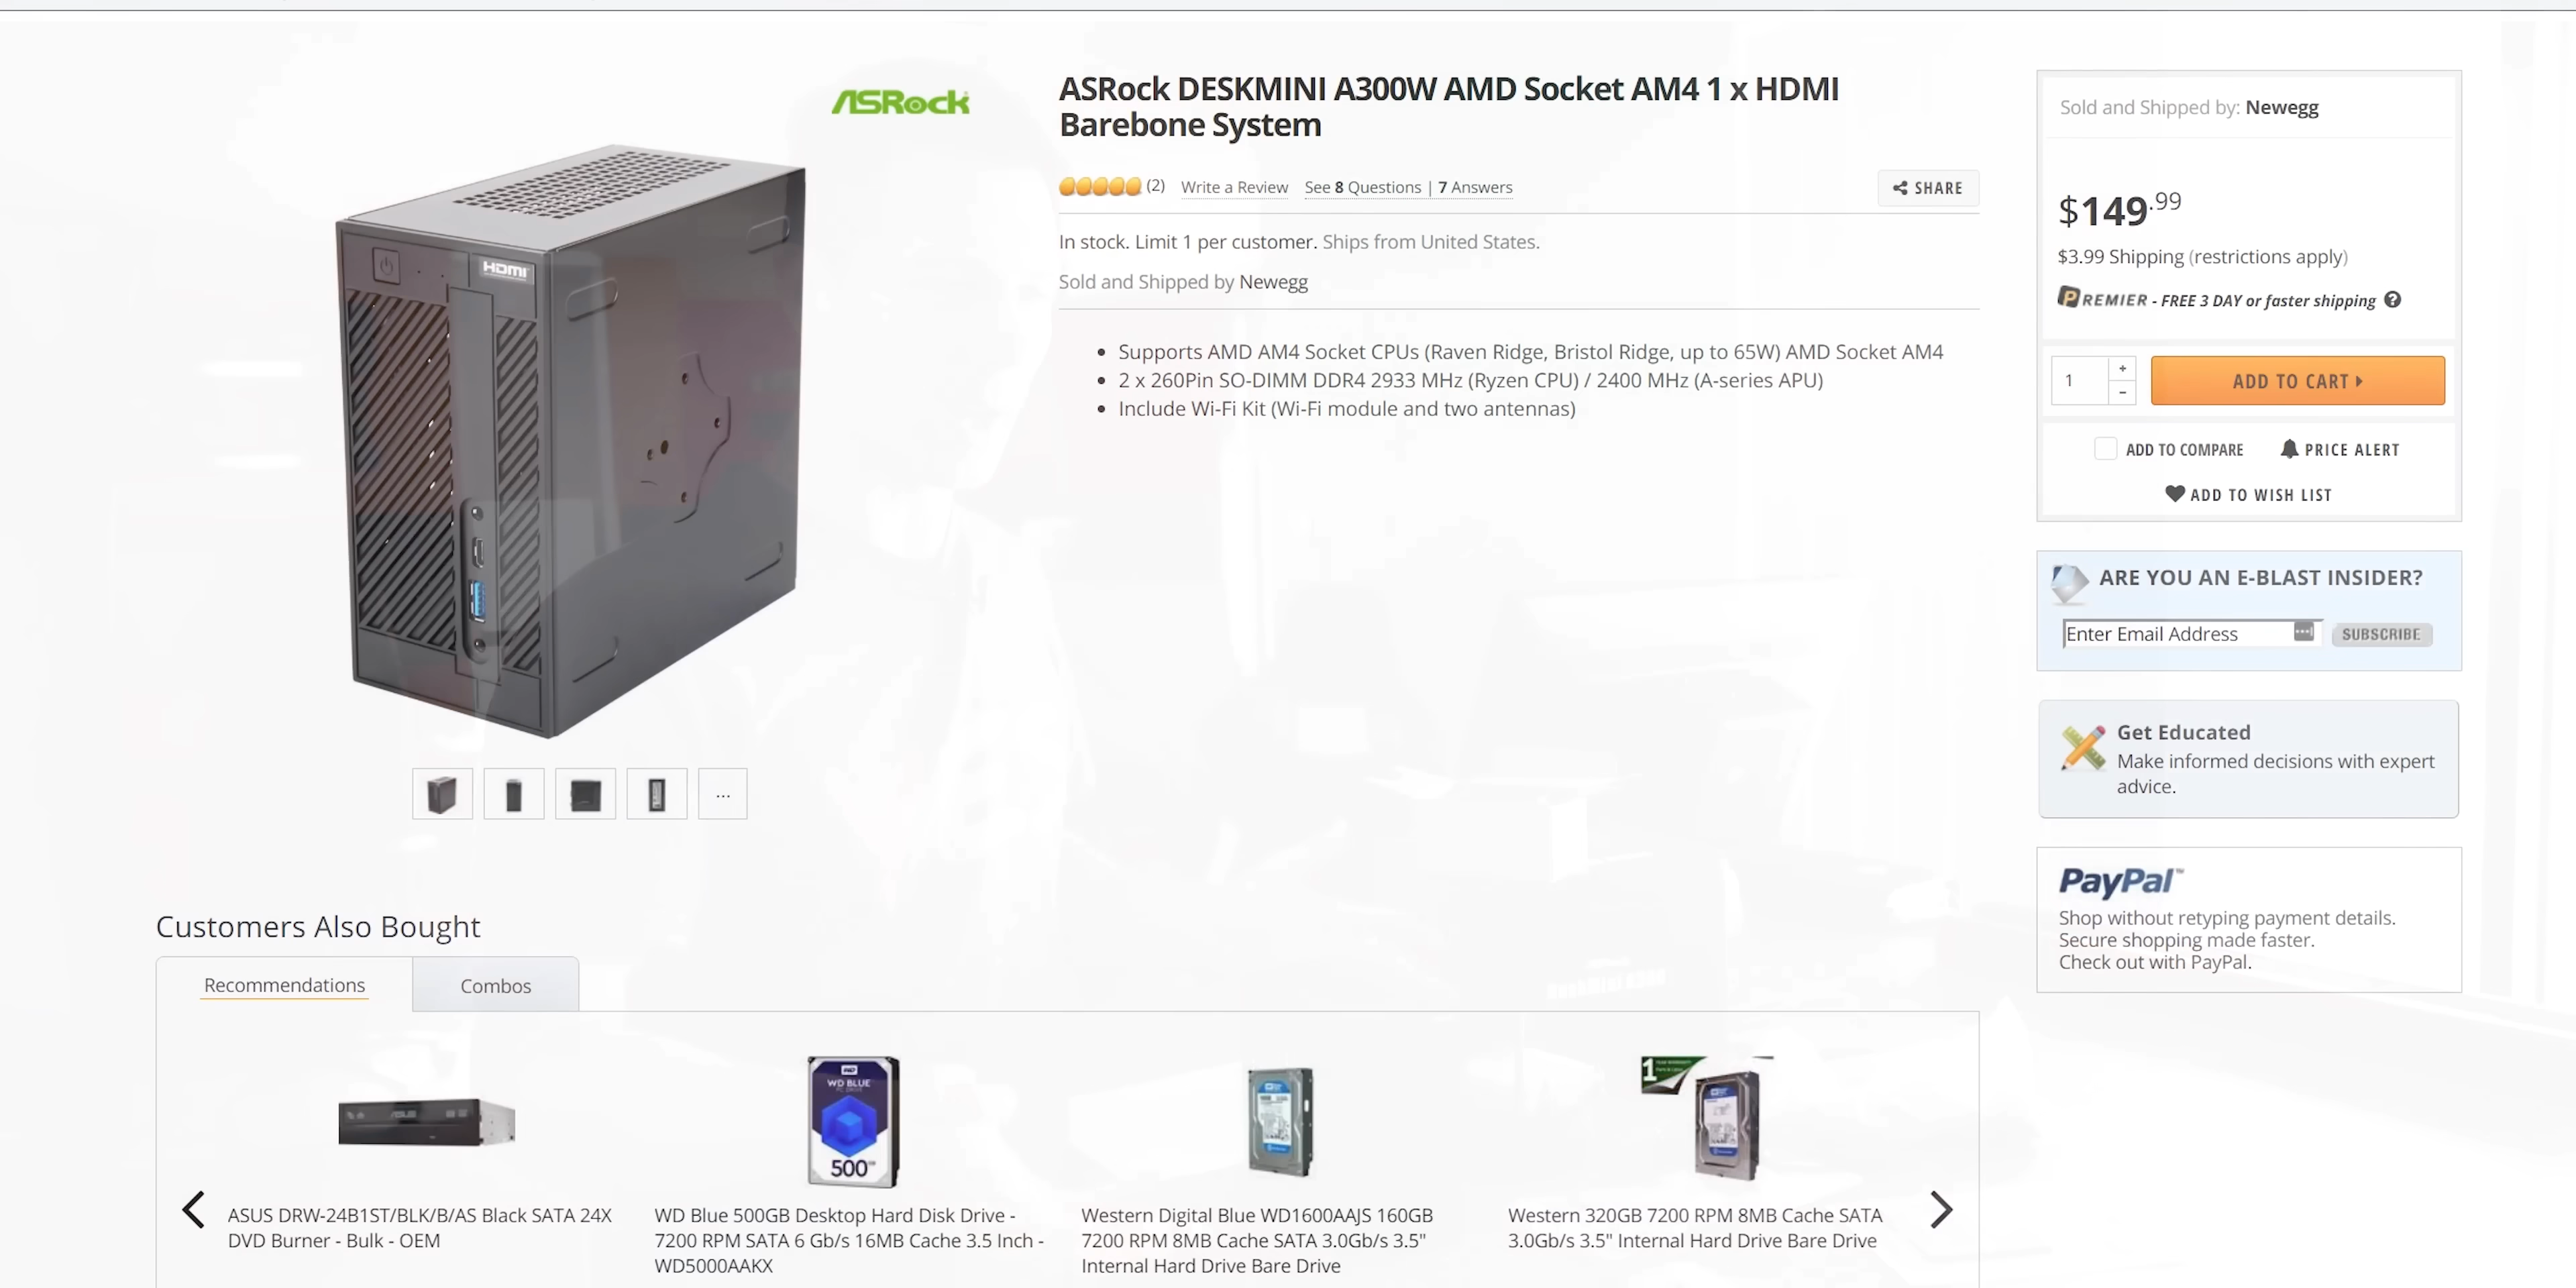 ASRock
ASRock DESKMINI A300W AMD Socket AM4 1 x HDMI
Barebone System
(2) Write a Review See 8 Questions | 7 Answers
SHARE
In stock. Limit 1 per customer. Ships from United States.
Sold and Shipped by Newegg
Supports AMD AM4 Socket CPUs (Raven Ridge, Bristol Ridge, up to 65W) AMD Socket AM4
2 x 260Pin SO-DIMM DDR4 2933 MHz (Ryzen CPU) / 2400 MHz (A-series APU)
Include Wi-Fi Kit (Wi-Fi module and two antennas)
HDMI
...
Sold and Shipped by: Newegg
$149.99
$3.99 Shipping (restrictions apply)
PREMIER - FREE 3 DAY or faster shipping ?
1 + -
ADD TO CART
ADD TO COMPARE PRICE ALERT
ADD TO WISH LIST
ARE YOU AN E-BLAST INSIDER?
Enter Email Address SUBSCRIBE
Get Educated
Make informed decisions with expert
advice.
PayPal™
Shop without retyping payment details.
Secure shopping made faster.
Check out with PayPal.
Customers Also Bought
Recommendations Combos
ASUS
WD
WD BLUE
500GB
1
ASUS DRW-24B1ST/BLK/B/AS Black SATA 24X
DVD Burner - Bulk - OEM
WD Blue 500GB Desktop Hard Disk Drive -
7200 RPM SATA 6 Gb/s 16MB Cache 3.5 Inch -
WD5000AAKX
Western Digital Blue WD1600AAJS 160GB
7200 RPM 8MB Cache SATA 3.0Gb/s 3.5"
Internal Hard Drive Bare Drive
Western 320GB 7200 RPM 8MB Cache SATA
3.0Gb/s 3.5" Internal Hard Drive Bare Drive